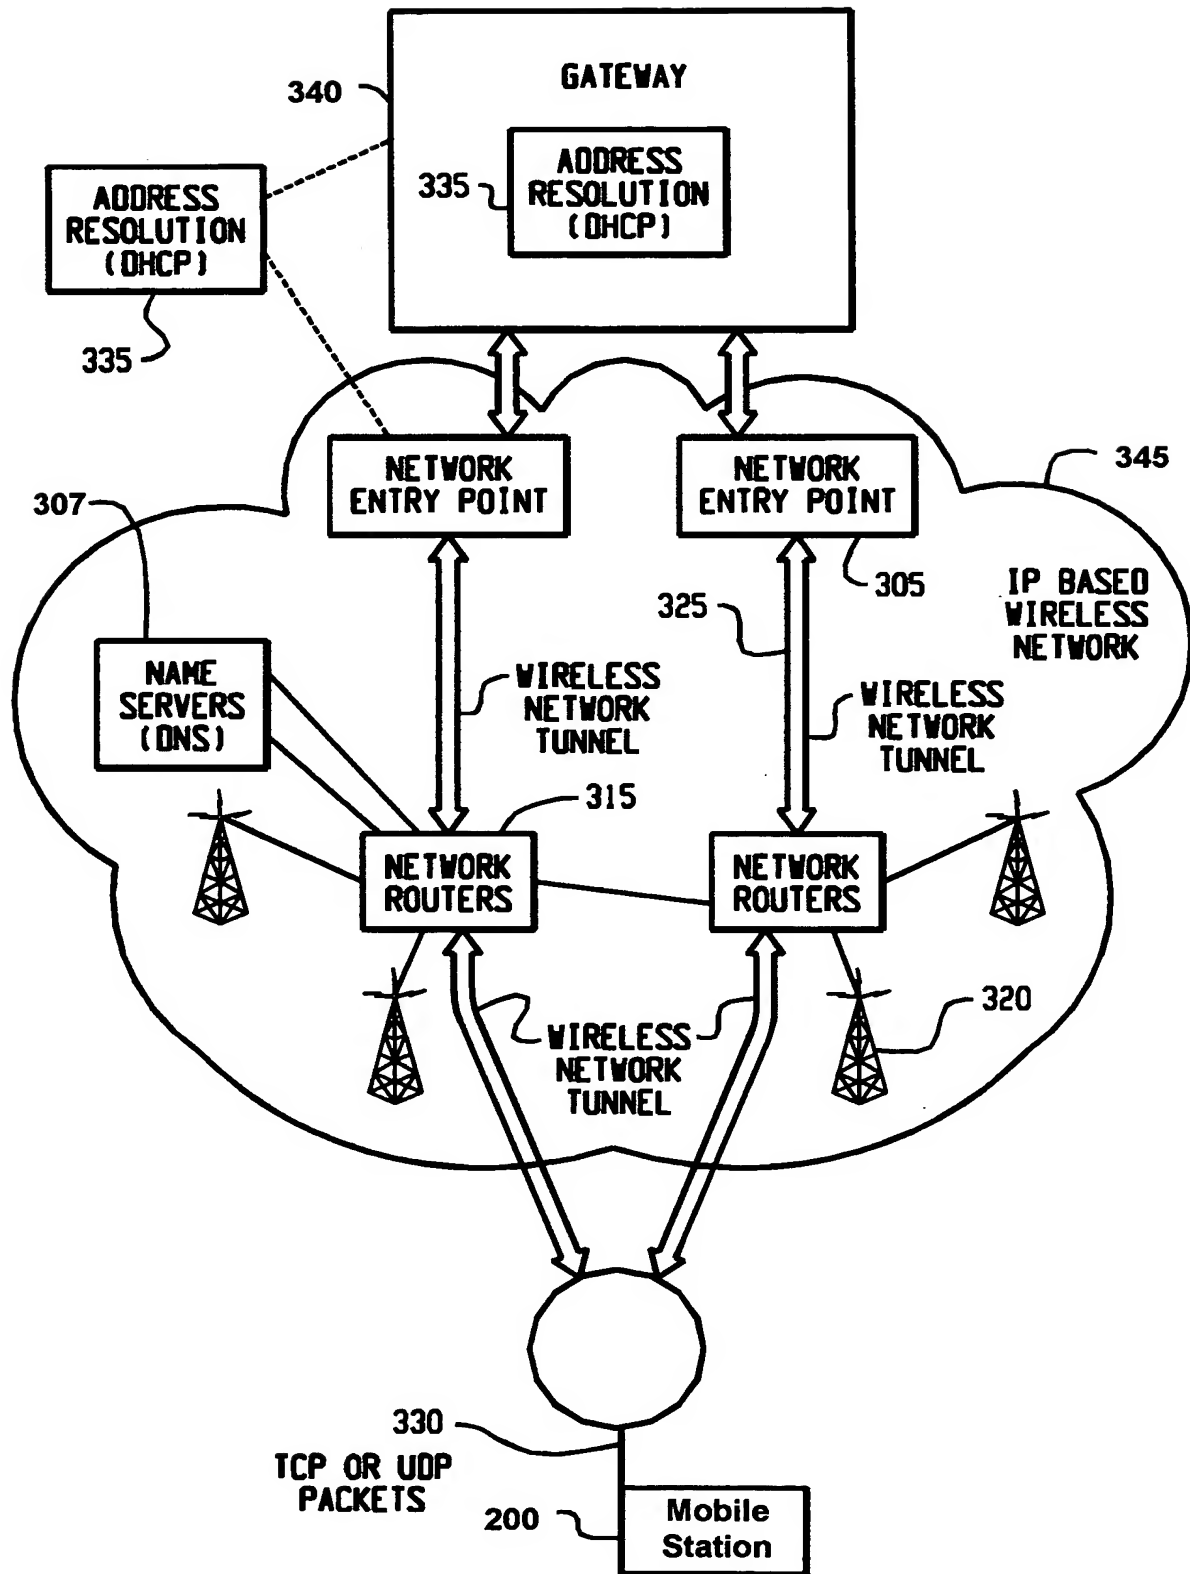 GATEWAY
340
ADDRESS
RESOLUTION
(DHCP)
335
ADDRESS
RESOLUTION
(DHCP)
335
NETWORK
ENTRY POINT
NETWORK
ENTRY POINT
345
307
305
325
IP BASED
WIRELESS
NETWORK
NAME
SERVERS
(DNS)
WIRELESS
NETWORK
TUNNEL
WIRELESS
NETWORK
TUNNEL
315
NETWORK
ROUTERS
NETWORK
ROUTERS
320
WIRELESS
NETWORK
TUNNEL
330
TCP OR UDP
PACKETS
200
Mobile
Station